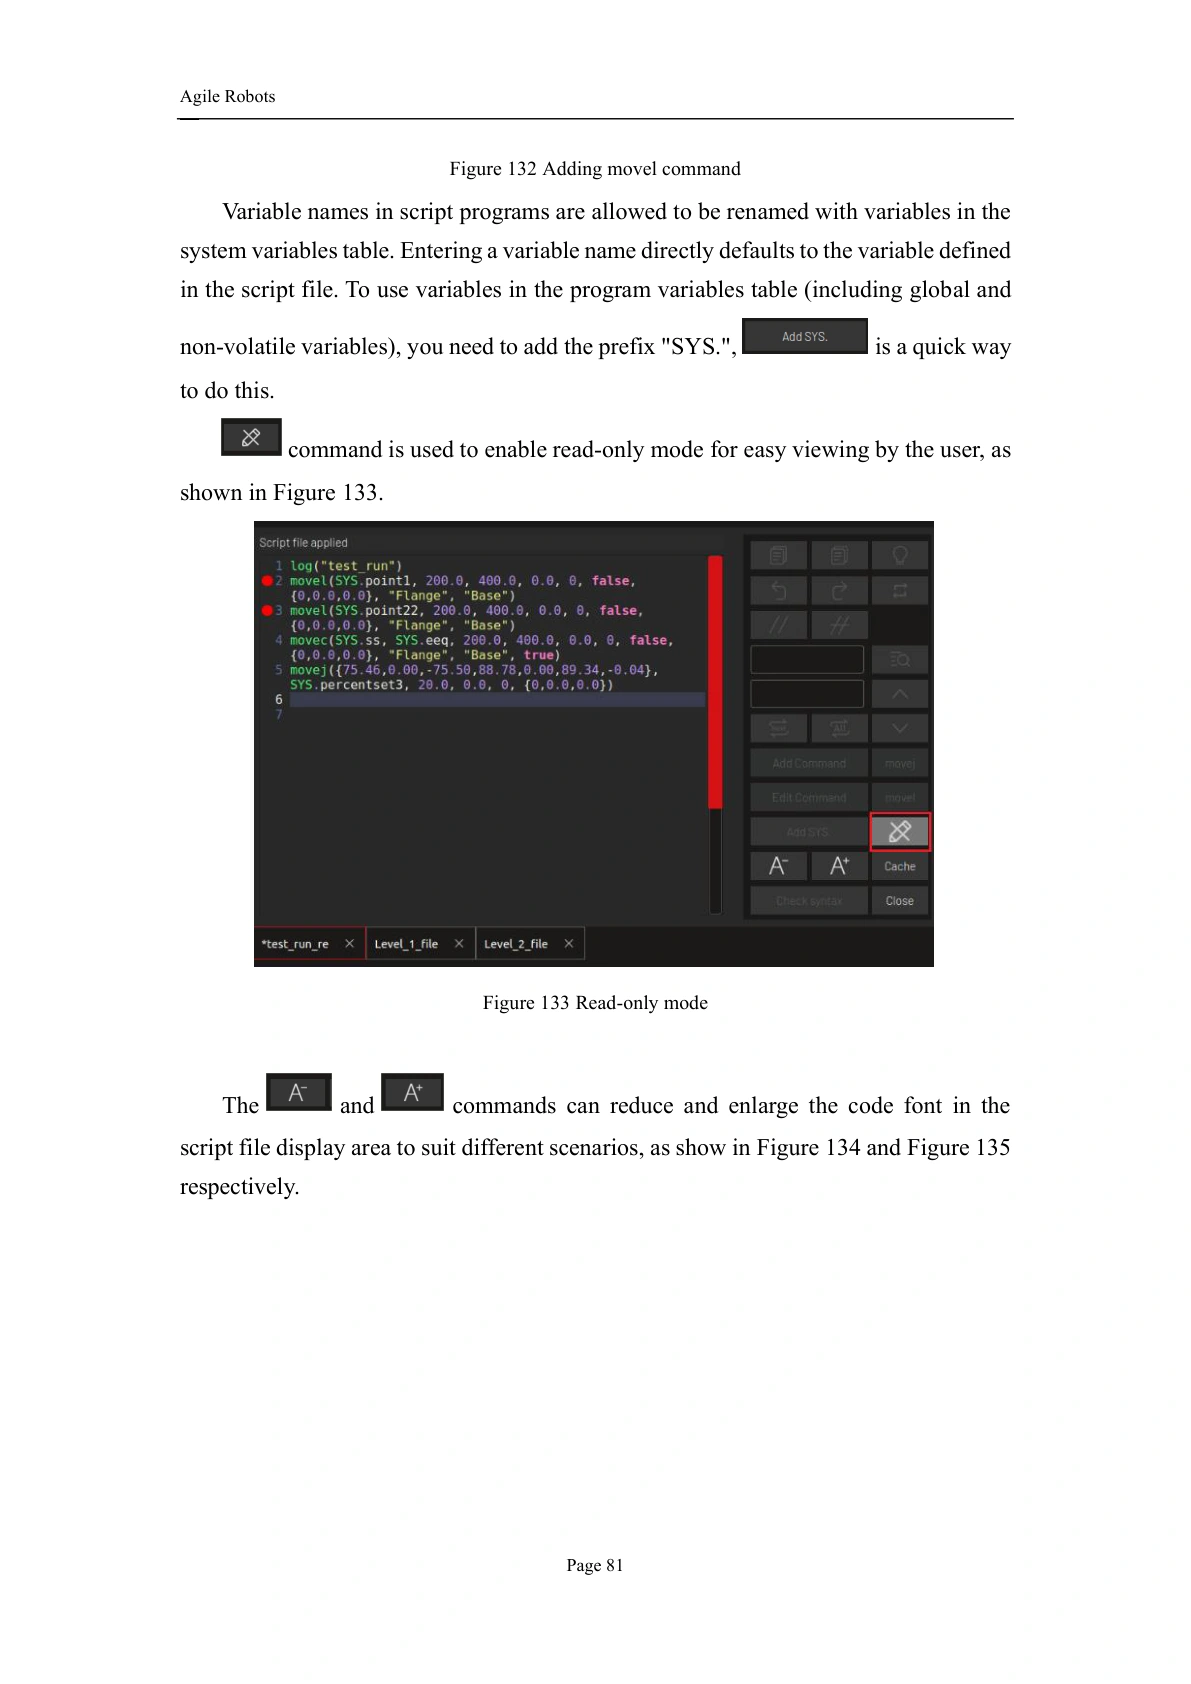 Agile Robots
Figure 132 Adding movel command
Variable names in script programs are allowed to be renamed with variables in the
system variables table. Entering a variable name directly defaults to the variable defined
in the script file. To use variables in the program variables table (including global and
non-volatile variables), you need to add the prefix "SYS.", Add SYS. is a quick way
to do this.
command is used to enable read-only mode for easy viewing by the user, as
shown in Figure 133.
Script file applied
1 log("test_run")
2 movel(SYS.point1, 200.0, 400.0, 0.0, 0, false,
{0,0.0,0.0}, "Flange", "Base")
3 movel(SYS.point22, 200.0, 400.0, 0.0, 0, false,
{0,0.0,0.0}, "Flange", "Base")
4 movec(SYS.ss, SYS.eeq, 200.0, 400.0, 0.0, 0, false,
{0,0.0,0.0}, "Flange", "Base", true)
5 movej({75.46,0.00,-75.50,88.78,0.00,89.34,-0.04},
SYS.percentset3, 20.0, 0.0, 0, {0,0.0,0.0})
6
7
Add Command movej
Edit Command movel
Add SYS.
A- A+ Cache
Check syntax Close
*test_run_re × Level_1_file × Level_2_file ×
Figure 133 Read-only mode
The A- and A+ commands can reduce and enlarge the code font in the
script file display area to suit different scenarios, as show in Figure 134 and Figure 135
respectively.
Page 81